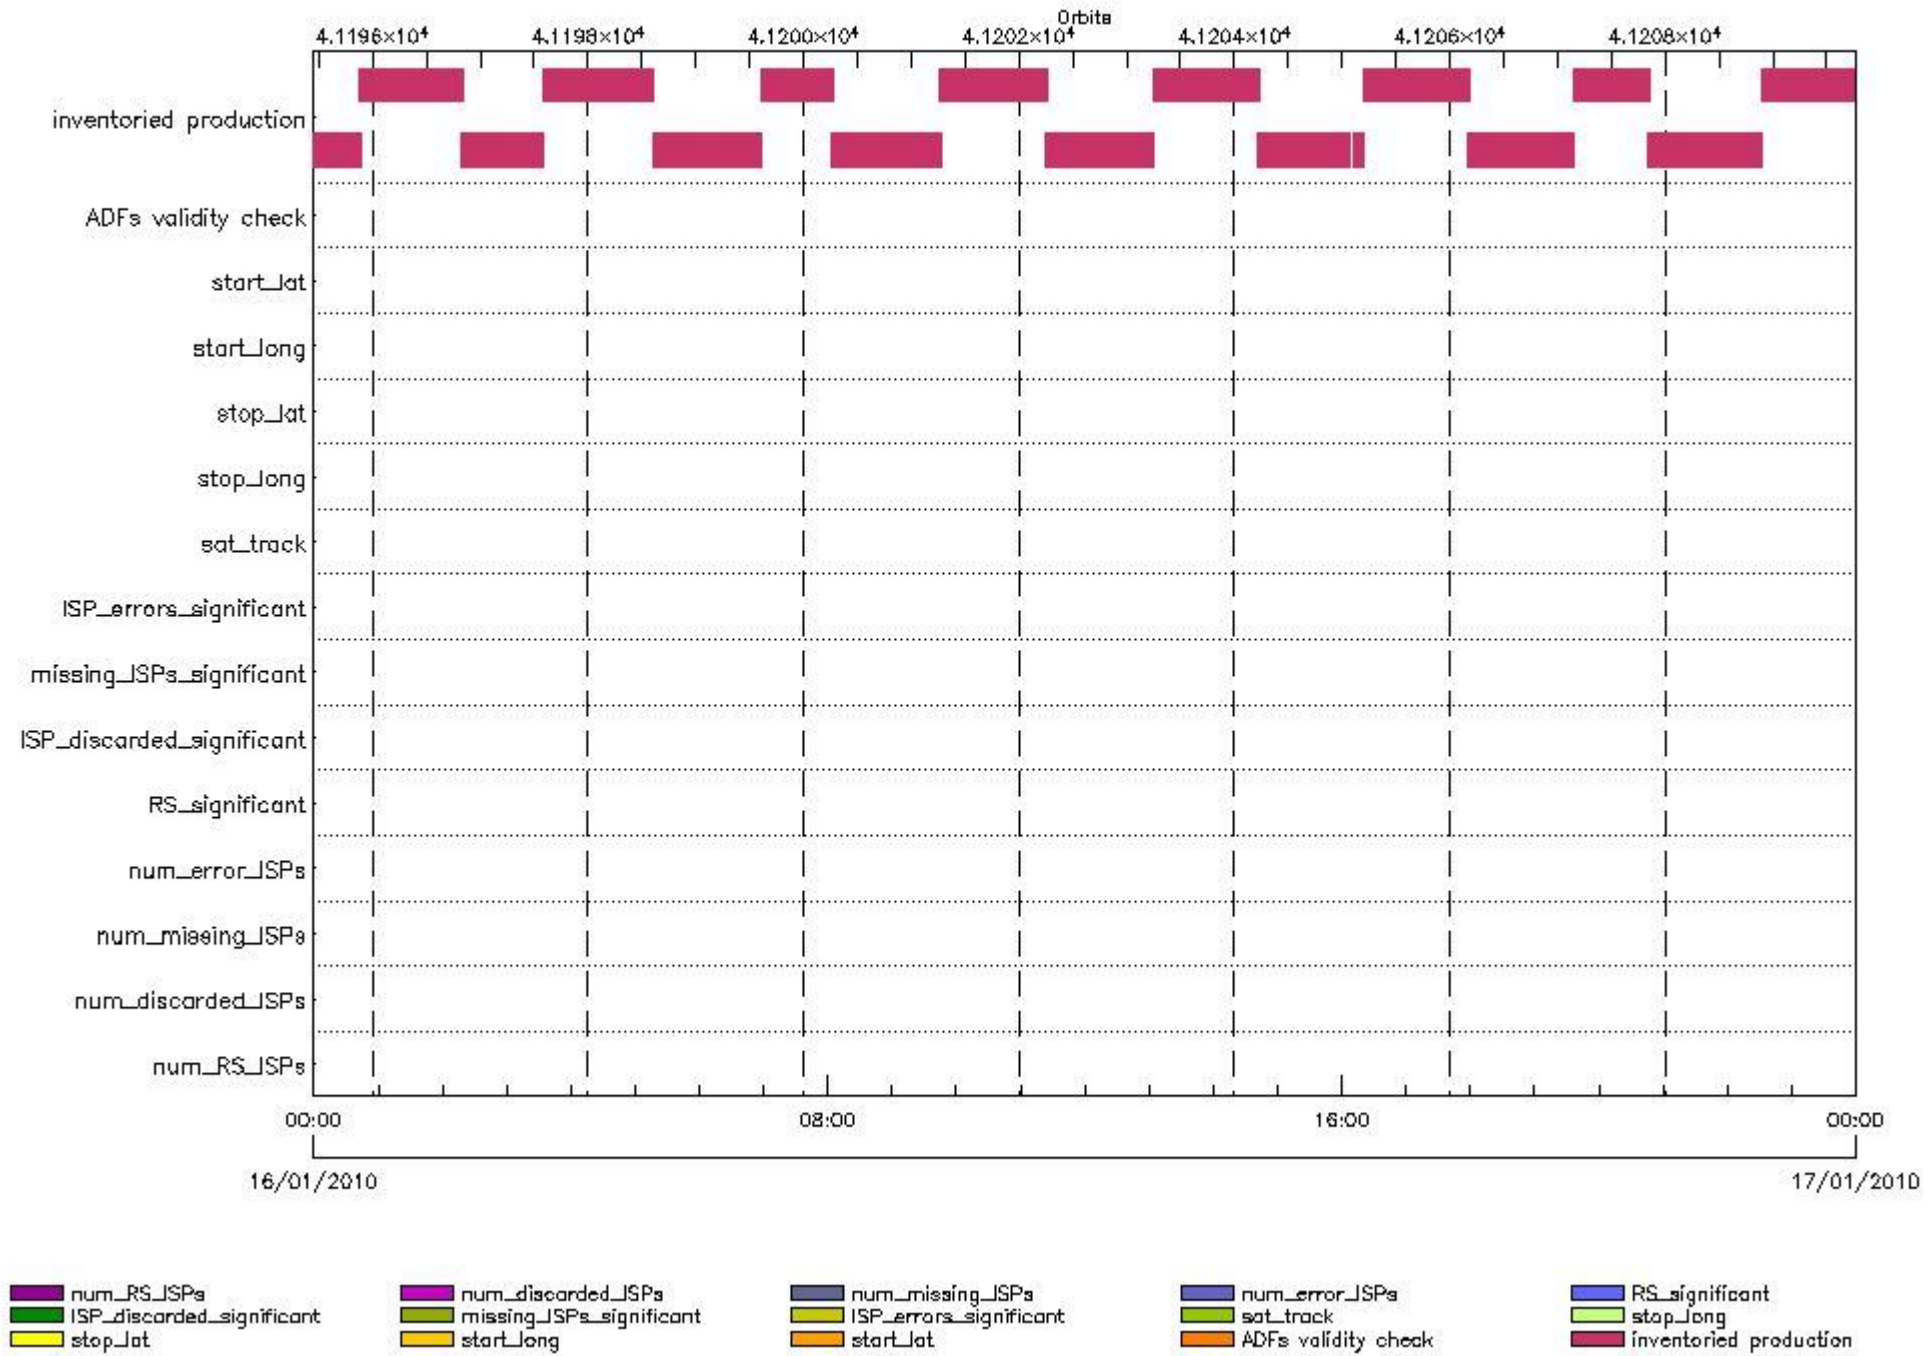 Orbits
4.1196×10⁴ 4.1198×10⁴ 4.1200×10⁴ 4.1202×10⁴ 4.1204×10⁴ 4.1206×10⁴ 4.1208×10⁴
inventoried production
ADFs validity check
start_lat
start_long
stop_lat
stop_long
sat_track
ISP_errors_significant
missing_ISPs_significant
ISP_discarded_significant
RS_significant
num_error_ISPs
num_missing_ISPs
num_discarded_ISPs
num_RS_ISPs
00:00 08:00 16:00 00:00
16/01/2010 17/01/2010
num_RS_ISPs num_discarded_ISPs num_missing_ISPs num_error_ISPs RS_significant
ISP_discarded_significant missing_ISPs_significant ISP_errors_significant sat_track stop_long
stop_lat start_long start_lat ADFs validity check inventoried production